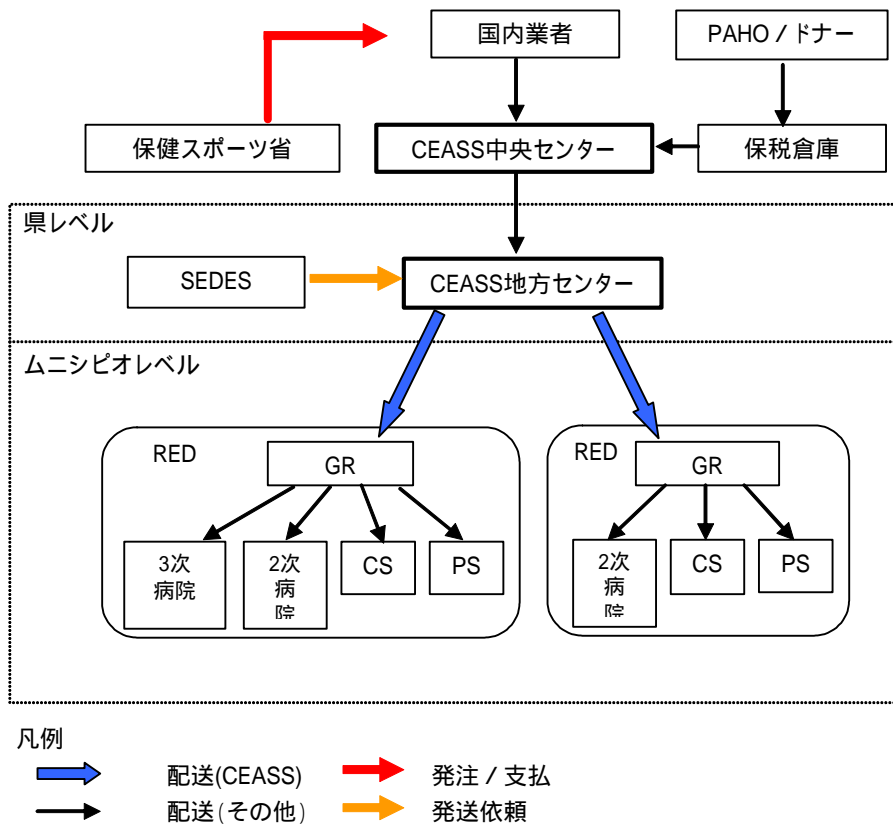 国内業者
PAHO / ドナー
保健スポーツ省
CEASS中央センター
保税倉庫
県レベル
SEDES
CEASS地方センター
ムニシピオレベル
RED
GR
RED
GR
3次
病院
2次
病
院
CS
PS
2次
病
院
CS
PS
凡例
配送(CEASS)
発注 / 支払
配送(その他)
発送依頼